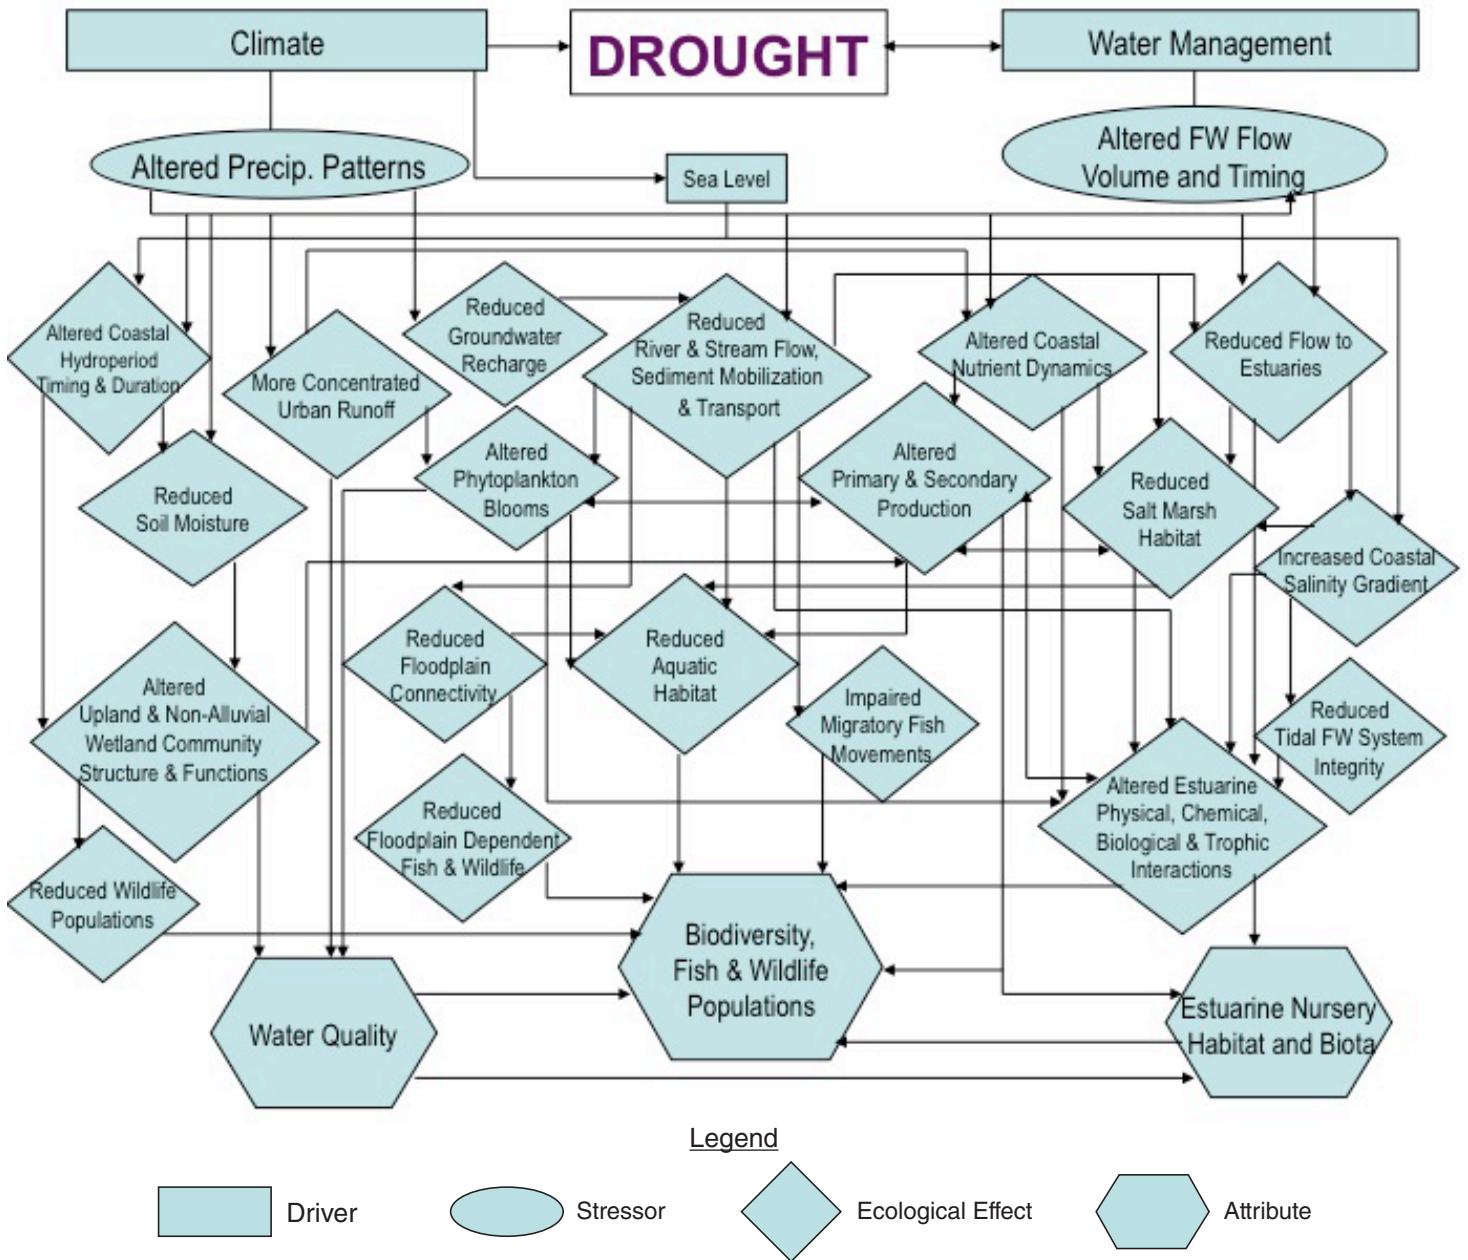 Climate
DROUGHT
Water Management
Altered Precip. Patterns
Sea Level
Altered FW Flow
Volume and Timing
Altered Coastal
Hydroperiod
Timing & Duration
More Concentrated
Urban Runoff
Reduced
Groundwater
Recharge
Reduced
River & Stream Flow,
Sediment Mobilization
& Transport
Altered Coastal
Nutrient Dynamics
Reduced Flow to
Estuaries
Reduced
Soil Moisture
Altered
Phytoplankton
Blooms
Altered
Primary & Secondary
Production
Reduced
Salt Marsh
Habitat
Increased Coastal
Salinity Gradient
Altered
Upland & Non-Alluvial
Wetland Community
Structure & Functions
Reduced
Floodplain
Connectivity
Reduced
Aquatic
Habitat
Impaired
Migratory Fish
Movements
Reduced
Tidal FW System
Integrity
Reduced
Floodplain Dependent
Fish & Wildlife
Altered Estuarine
Physical, Chemical,
Biological & Trophic
Interactions
Reduced Wildlife
Populations
Biodiversity,
Fish & Wildlife
Populations
Water Quality
Estuarine Nursery
Habitat and Biota
Legend
Driver
Stressor
Ecological Effect
Attribute